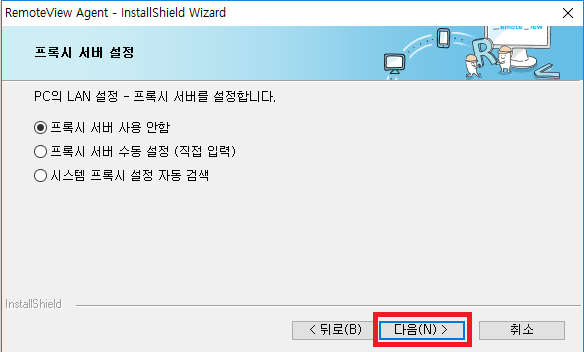 RemoteView Agent - InstallShield Wizard
프록시 서버 설정
PC의 LAN 설정 - 프록시 서버를 설정합니다.
프록시 서버 사용 안함
프록시 서버 수동 설정 (직접 입력)
시스템 프록시 설정 자동 검색
InstallShield
< 뒤로(B)
다음(N) >
취소